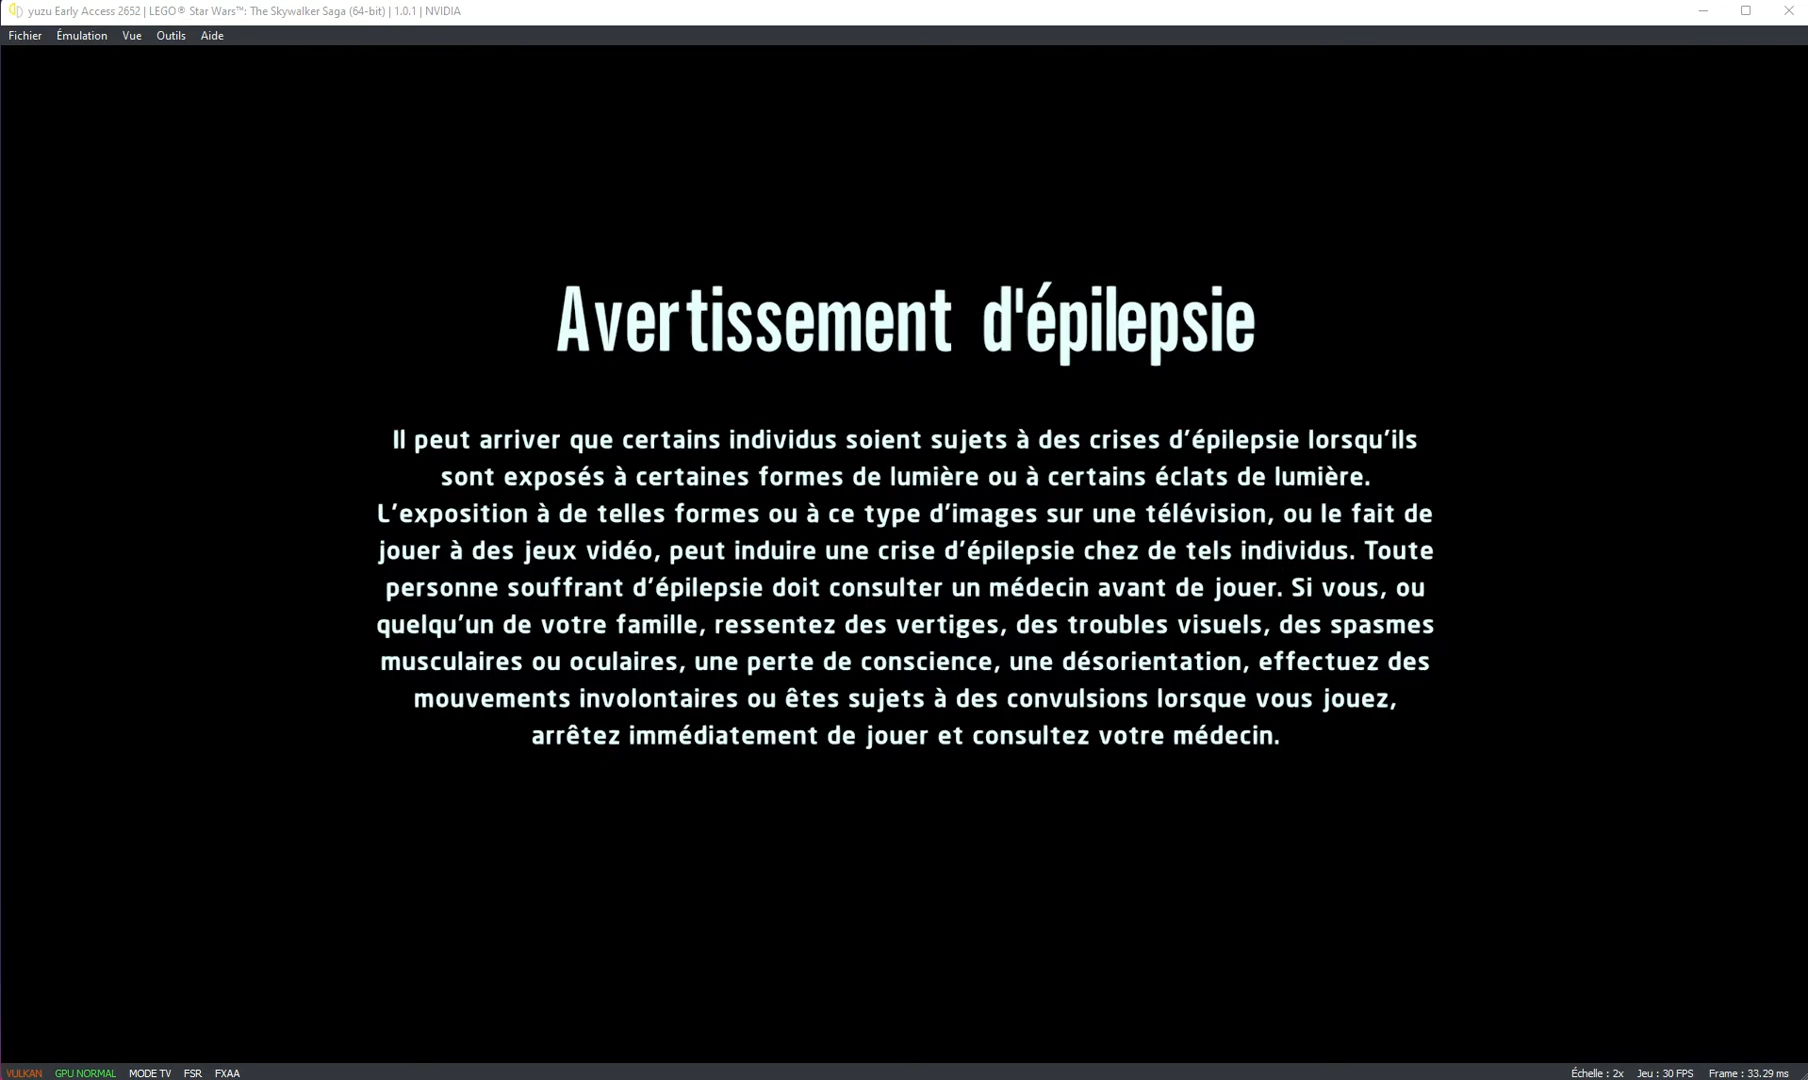 yuzu Early Access 2652 | LEGO® Star Wars™: The Skywalker Saga (64-bit) | 1.0.1 | NVIDIA
Fichier Émulation Vue Outils Aide
Avertissement d'épilepsie
Il peut arriver que certains individus soient sujets à des crises d’épilepsie lorsqu’ils
sont exposés à certaines formes de lumière ou à certains éclats de lumière.
L’exposition à de telles formes ou à ce type d’images sur une télévision, ou le fait de
jouer à des jeux vidéo, peut induire une crise d’épilepsie chez de tels individus. Toute
personne souffrant d’épilepsie doit consulter un médecin avant de jouer. Si vous, ou
quelqu’un de votre famille, ressentez des vertiges, des troubles visuels, des spasmes
musculaires ou oculaires, une perte de conscience, une désorientation, effectuez des
mouvements involontaires ou êtes sujets à des convulsions lorsque vous jouez,
arrêtez immédiatement de jouer et consultez votre médecin.
VULKAN GPU NORMAL MODE TV FSR FXAA Échelle : 2x Jeu : 30 FPS Frame : 33.29 ms